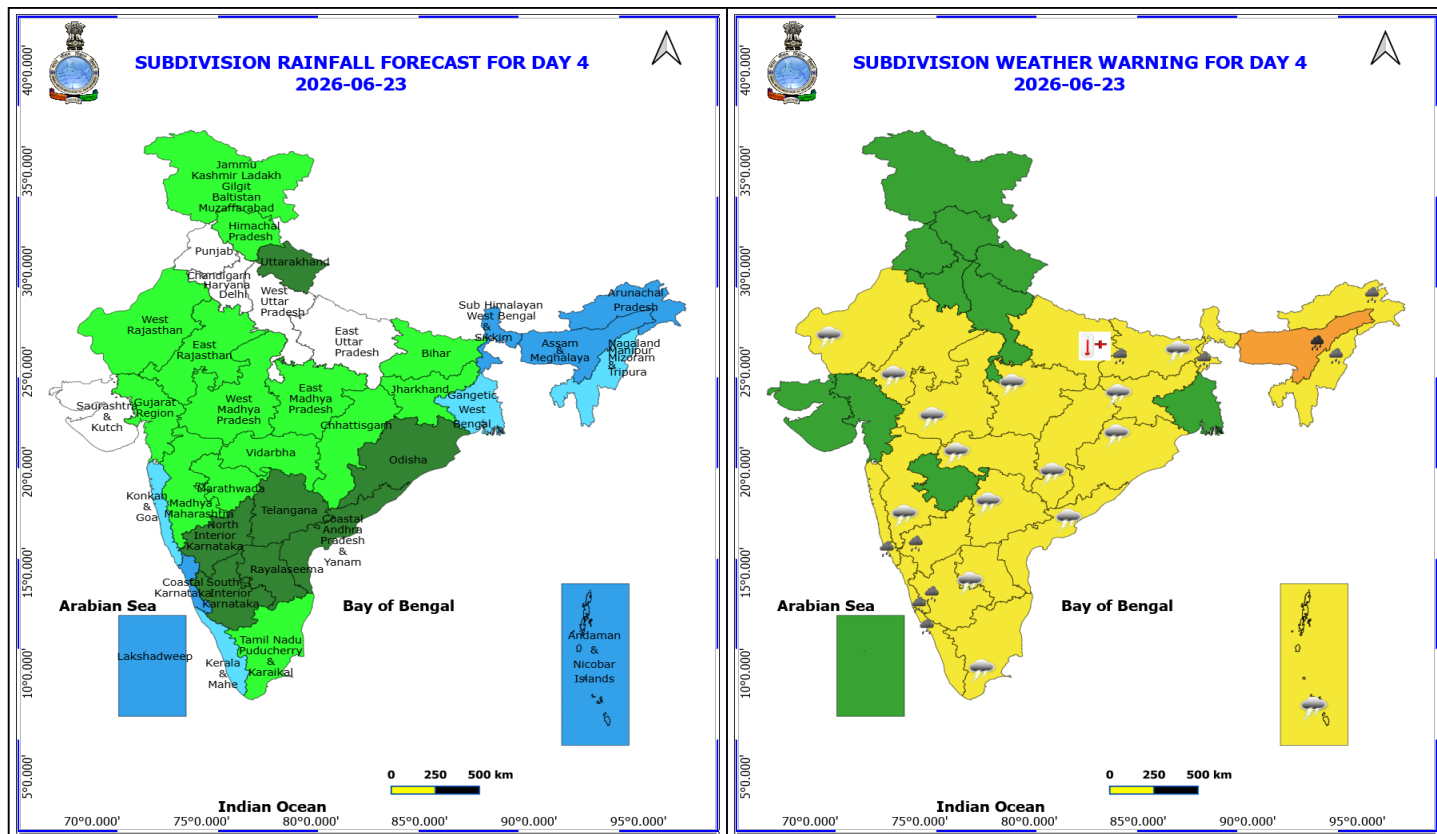 SUBDIVISION RAINFALL FORECAST FOR DAY 4
2026-06-23
40°0.000'
35°0.000'
30°0.000'
25°0.000'
20°0.000'
15°0.000'
10°0.000'
5°0.000'
Jammu
Kashmir Ladakh
Gilgit
Baltistan
Muzaffarabad
Himachal
Pradesh
Punjab
Uttarakhand
Chandigarh
Haryana
Delhi
West
Uttar
Pradesh
West
Rajasthan
East
Rajasthan
East
Uttar
Pradesh
Bihar
Sub Himalayan
West Bengal
&
Sikkim
Arunachal
Pradesh
Assam
&
Meghalaya
Nagaland
Manipur
Mizoram
&
Tripura
Jharkhand
Gangetic
West
Bengal
Saurashtra
&
Kutch
Gujarat
Region
West
Madhya
Pradesh
East
Madhya
Pradesh
Chhattisgarh
Odisha
Vidarbha
Konkan
&
Goa
Marathwada
Madhya
Maharashtra
North
Interior
Karnataka
Telangana
Coastal
Andhra
Pradesh
&
Yanam
Rayalaseema
Coastal
Karnataka
South
Interior
Karnataka
Arabian Sea
Bay of Bengal
Lakshadweep
Kerala
&
Mahe
Tamil Nadu
Puducherry
&
Karaikal
Andaman
&
Nicobar
Islands
0 250 500 km
Indian Ocean
70°0.000' 75°0.000' 80°0.000' 85°0.000' 90°0.000' 95°0.000'
SUBDIVISION WEATHER WARNING FOR DAY 4
2026-06-23
40°0.000'
35°0.000'
30°0.000'
25°0.000'
20°0.000'
15°0.000'
10°0.000'
5°0.000'
Arabian Sea
Bay of Bengal
0 250 500 km
Indian Ocean
70°0.000' 75°0.000' 80°0.000' 85°0.000' 90°0.000' 95°0.000'